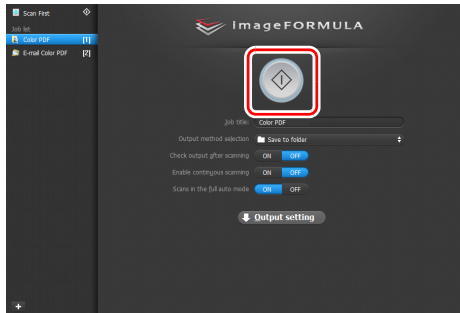 Scan First
Job list
Color PDF [1]
E-mail Color PDF [2]
imageFORMULA
Job title: Color PDF
Output method selection Save to folder
Check output after scanning ON OFF
Enable continuous scanning ON OFF
Scans in the full auto mode ON OFF
Output setting
+